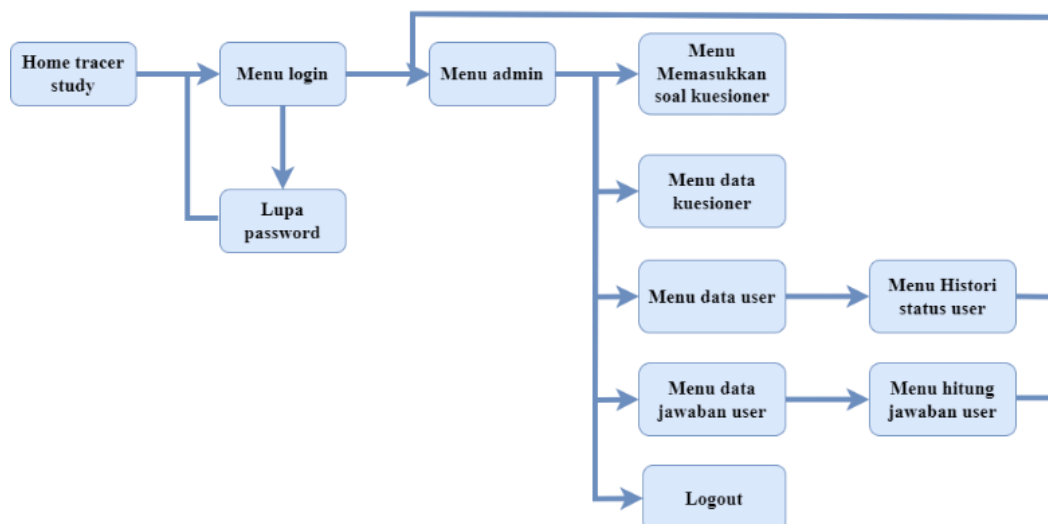 Home tracer
study
Menu login
Menu admin
Menu
Memasukkan
soal kuesioner
Lupa
password
Menu data
kuesioner
Menu data user
Menu Histori
status user
Menu data
jawaban user
Menu hitung
jawaban user
Logout